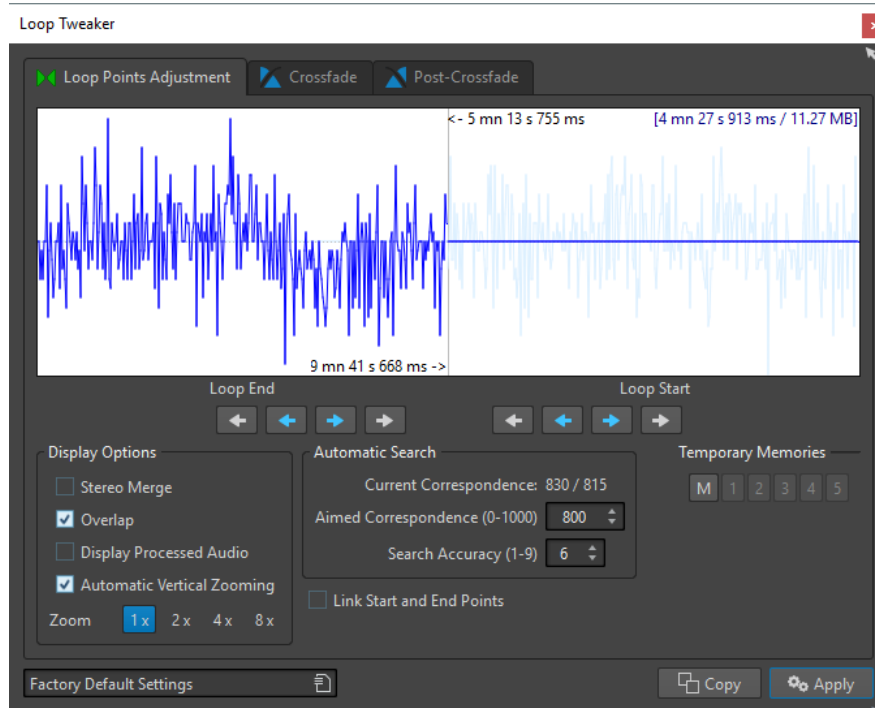 Loop Tweaker
Loop Points Adjustment
Crossfade
Post-Crossfade
<- 5 mn 13 s 755 ms
[4 mn 27 s 913 ms / 11.27 MB]
9 mn 41 s 668 ms ->
Loop End
Loop Start
Display Options
Stereo Merge
Overlap
Display Processed Audio
Automatic Vertical Zooming
Zoom 1 x 2 x 4 x 8 x
Automatic Search
Current Correspondence: 830 / 815
Aimed Correspondence (0-1000) 800
Search Accuracy (1-9) 6
Link Start and End Points
Temporary Memories
M 1 2 3 4 5
Factory Default Settings
Copy
Apply